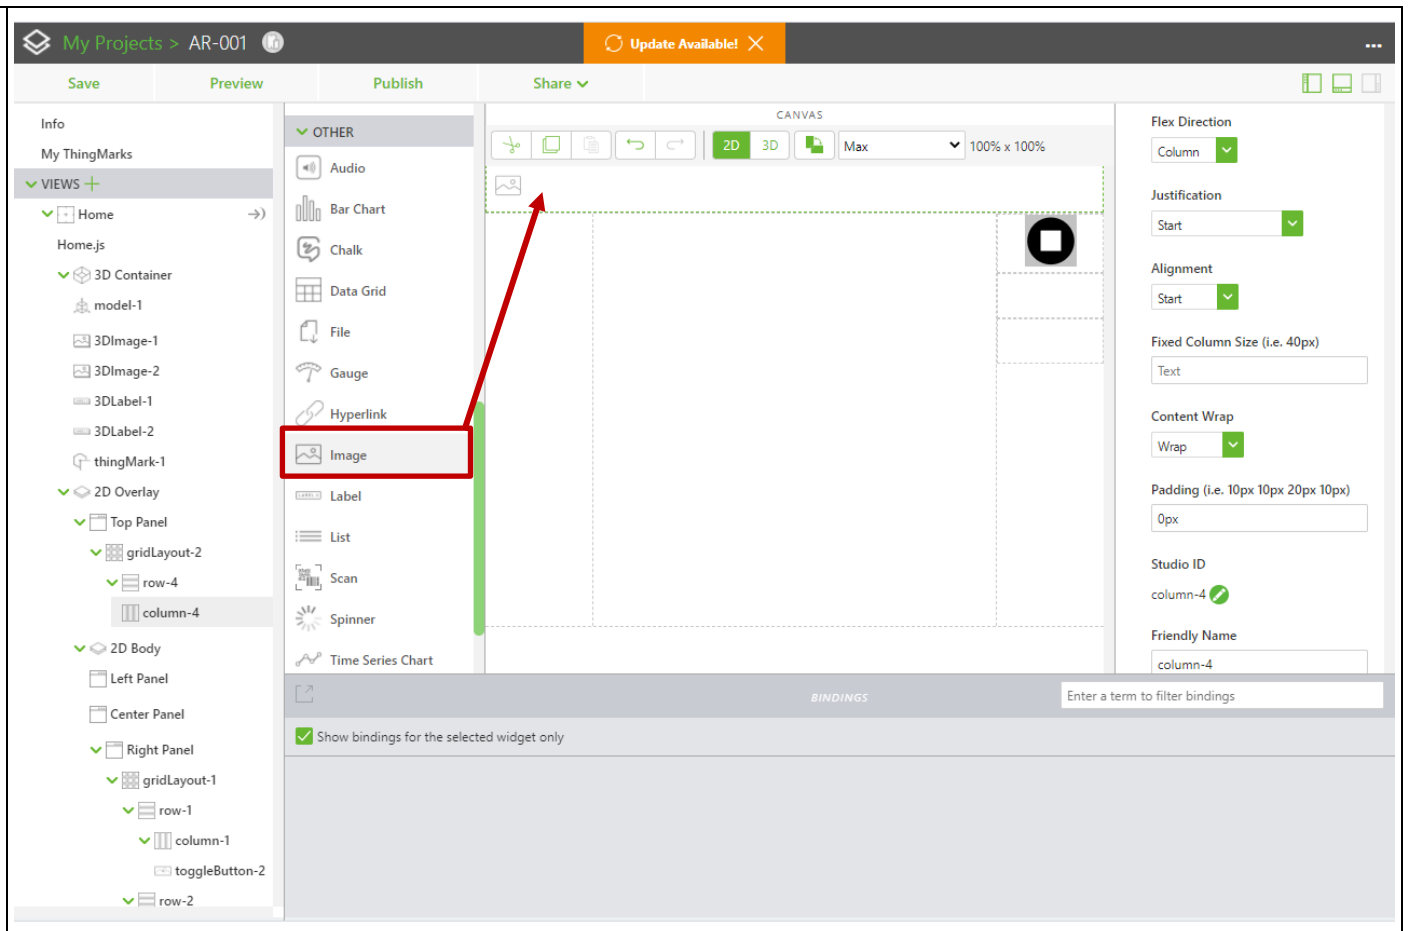 My Projects > AR-001
Update Available!
Save
Preview
Publish
Share
Info
My ThingMarks
VIEWS
Home
Home.js
3D Container
model-1
3DImage-1
3DImage-2
3DLabel-1
3DLabel-2
thingMark-1
2D Overlay
Top Panel
gridLayout-2
row-4
column-4
2D Body
Left Panel
Center Panel
Right Panel
gridLayout-1
row-1
column-1
toggleButton-2
row-2
OTHER
Audio
Bar Chart
Chalk
Data Grid
File
Gauge
Hyperlink
Image
Label
List
Scan
Spinner
Time Series Chart
CANVAS
2D
3D
Max
100% x 100%
Flex Direction
Column
Justification
Start
Alignment
Start
Fixed Column Size (i.e. 40px)
Text
Content Wrap
Wrap
Padding (i.e. 10px 10px 20px 10px)
0px
Studio ID
column-4
Friendly Name
column-4
BINDINGS
Enter a term to filter bindings
Show bindings for the selected widget only